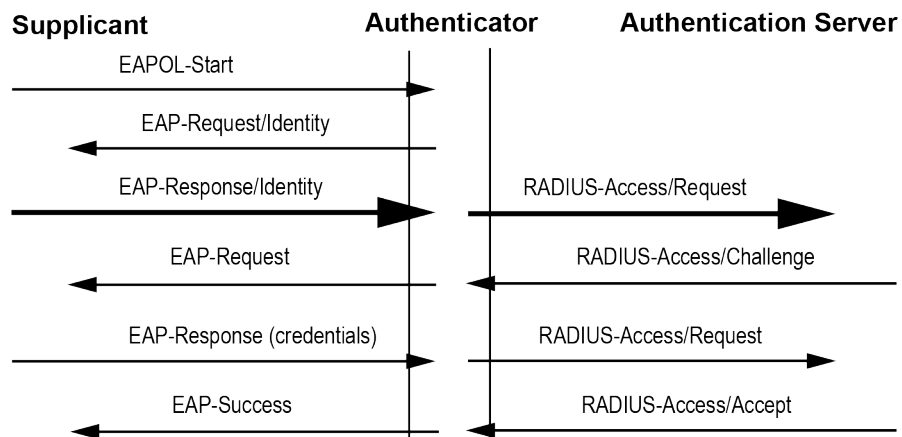 Supplicant Authenticator Authentication Server
EAPOL-Start
EAP-Request/Identity
EAP-Response/Identity RADIUS-Access/Request
EAP-Request RADIUS-Access/Challenge
EAP-Response (credentials) RADIUS-Access/Request
EAP-Success RADIUS-Access/Accept